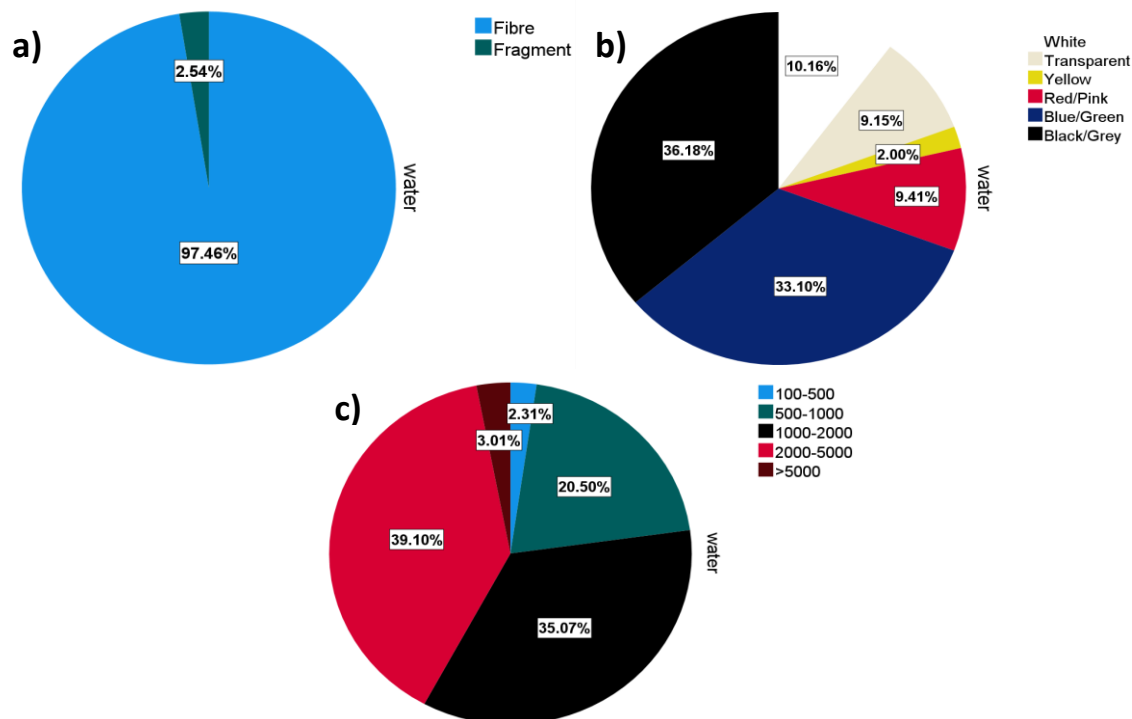 a)
Fibre
Fragment
2.54%
97.46%
water
b)
White
Transparent
Yellow
Red/Pink
Blue/Green
Black/Grey
10.16%
9.15%
2.00%
9.41%
36.18%
33.10%
water
c)
100-500
500-1000
1000-2000
2000-5000
>5000
2.31%
3.01%
20.50%
39.10%
35.07%
water